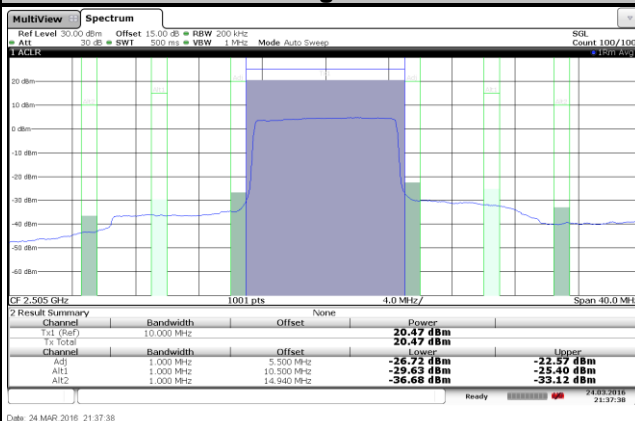 MultiView Spectrum
Ref Level 30.00 dBm Offset 15.00 dB RBW 200 kHz SGL
Att 30 dB SWT 500 ms VBW 1 MHz Mode Auto Sweep Count 100/100
1 ACLR 1Rm Avg
20 dBm
10 dBm
0 dBm
-10 dBm
-20 dBm
-30 dBm
-40 dBm
-50 dBm
-60 dBm
CF 2.505 GHz 1001 pts 4.0 MHz/ Span 40.0 MHz
2 Result Summary None
Channel Bandwidth Offset Power
Tx1 (Ref) 10.000 MHz 20.47 dBm
Tx Total 20.47 dBm
Channel Bandwidth Offset Lower Upper
Adj 1.000 MHz 5.500 MHz -26.72 dBm -22.57 dBm
Alt1 1.000 MHz 10.500 MHz -29.63 dBm -25.40 dBm
Alt2 1.000 MHz 14.940 MHz -36.68 dBm -33.12 dBm
Ready 24.03.2016
21:37:38
Date: 24 MAR 2016 21:37:38